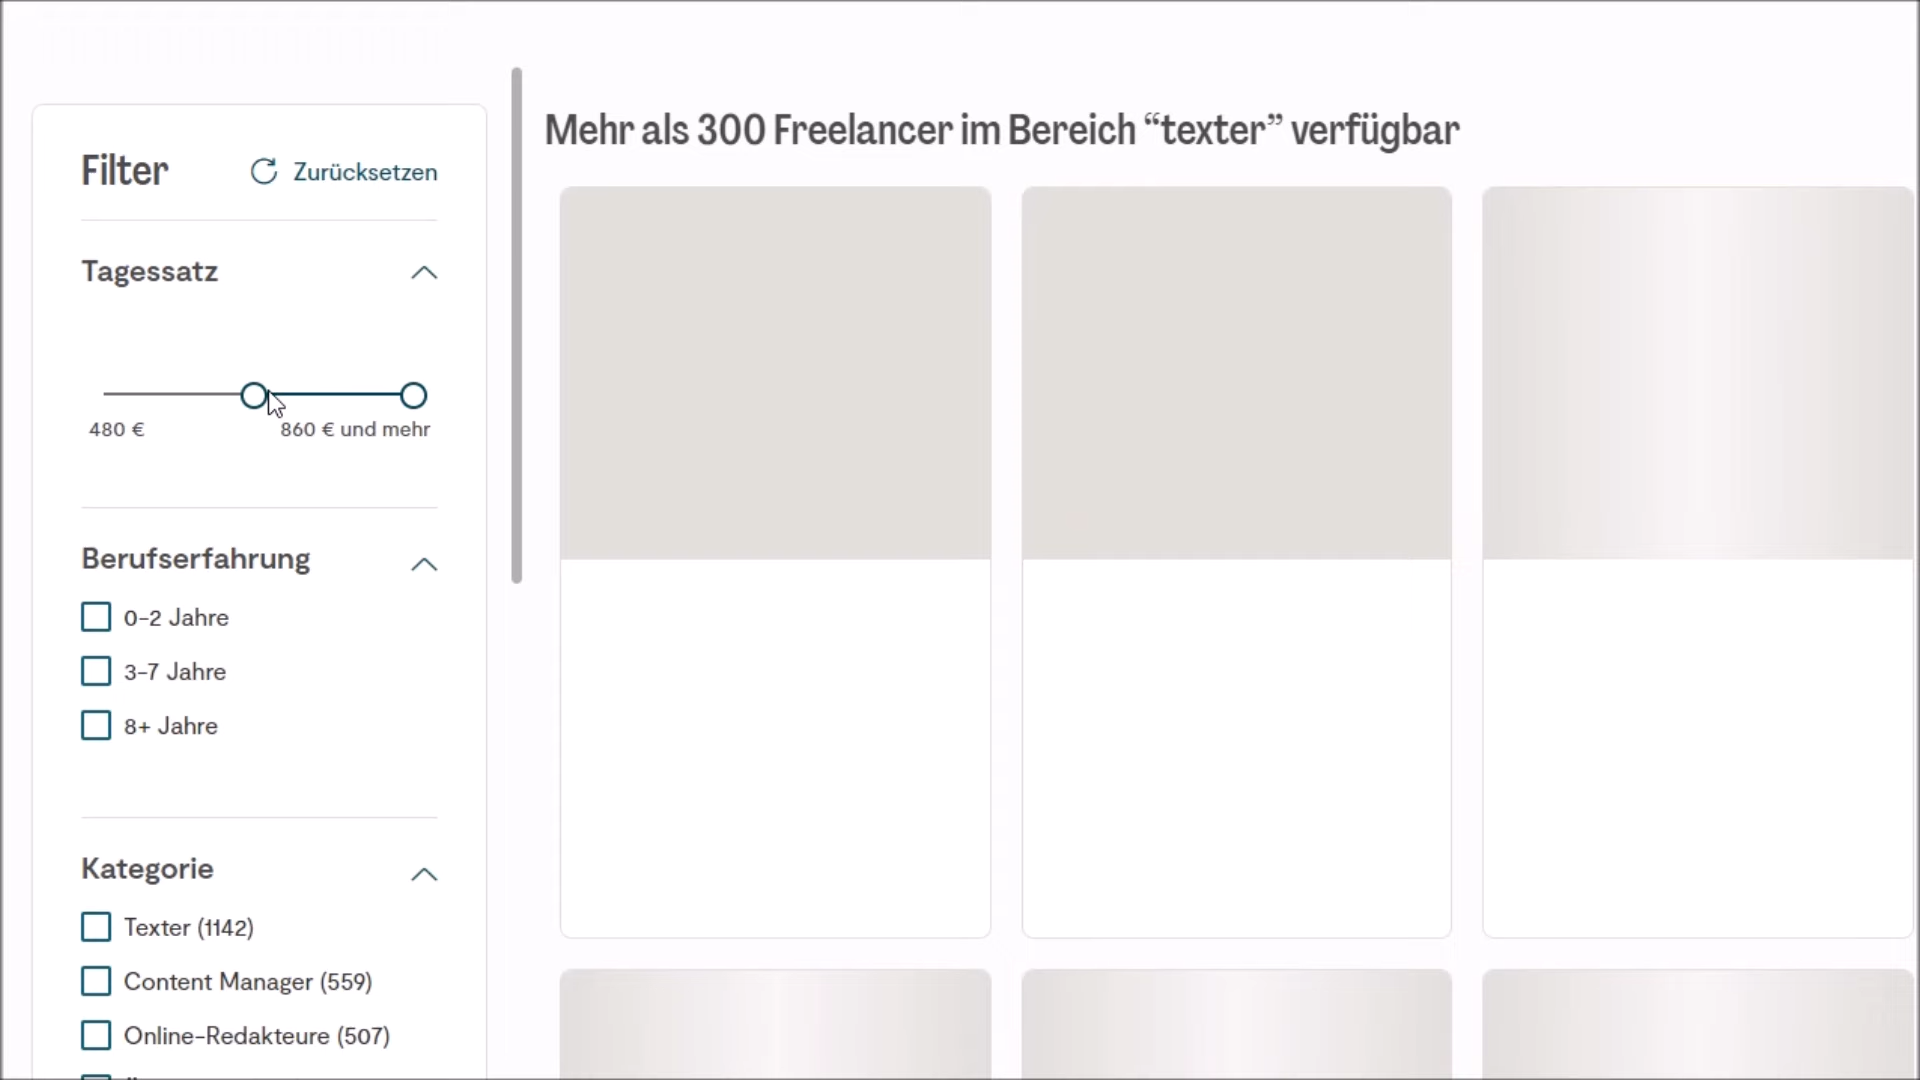 Mehr als 300 Freelancer im Bereich “texter” verfügbar
Filter
Zurücksetzen
Tagessatz
480 €
860 € und mehr
Berufserfahrung
0-2 Jahre
3-7 Jahre
8+ Jahre
Kategorie
Texter (1142)
Content Manager (559)
Online-Redakteure (507)